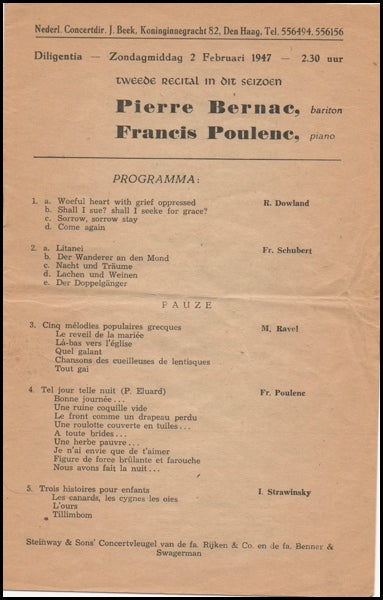 Nederl. Concertdir. J. Beek, Koninginnegracht 82, Den Haag, Tel. 556494, 556156
Diligentia — Zondagmiddag 2 Februari 1947 — 2.30 uur
TWEEDE RECITAL IN DIT SEIZOEN
Pierre Bernac, bariton
Francis Poulenc, piano
PROGRAMMA:
1. a. Woeful heart with grief oppressed R. Dowland
b. Shall I sue? shall I seeke for grace?
c. Sorrow, sorrow stay
d. Come again
2. a. Litanei Fr. Schubert
b. Der Wanderer an den Mond
c. Nacht und Träume
d. Lachen und Weinen
e. Der Doppelgänger
PAUZE
3. Cinq mélodies populaires grecques M. Ravel
Le reveil de la mariée
Là-bas vers l'église
Quel galant
Chansons des cueilleuses de lentisques
Tout gai
4. Tel jour telle nuit (P. Eluard) Fr. Poulenc
Bonne journée...
Une ruine coquille vide
Le front comme un drapeau perdu
Une roulotte couverte en tuiles...
A toute brides...
Une herbe pauvre...
Je n'ai envie que de t'aimer
Figure de force brûlante et farouche
Nous avons fait la nuit...
5. Trois histoires pour enfants I. Strawinsky
Les canards, les cygnes les oies
L'ours
Tillimbom
Steinway & Sons' Concertvleugel van de fa. Rijken & Co. en de fa. Benner &
Swagerman